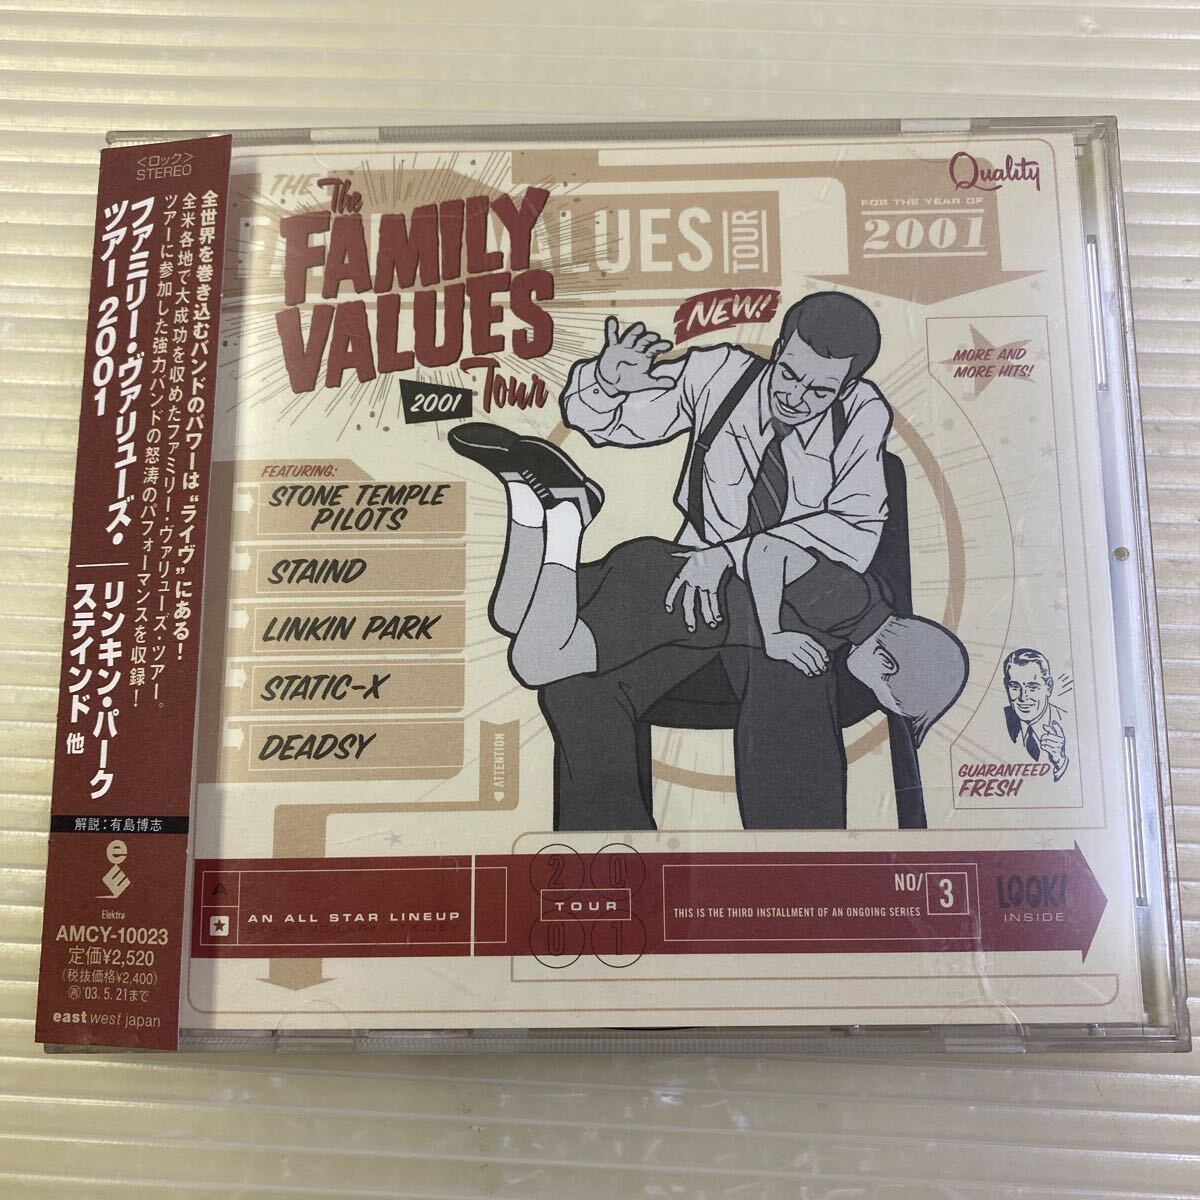 <ロック>
STEREO
全世界を巻き込むバンドのパワーは“ライヴ”にある!
全米各地で大成功を収めたファミリー・ヴァリューズ・ツアー。
ツアーに参加した強力バンドの怒涛のパフォーマンスを収録!
ファミリー・ヴァリューズ・
ツアー 2001
リンキン・パーク
ステインド 他
解説:有島博志
Elektra
AMCY-10023
定価¥2,520
(税抜価格¥2,400)
再 '03.5.21まで
east west japan
THE
VALUES
TOUR
The
FAMILY
VALUES
2001
Tour
Quality
FOR THE YEAR OF
2001
NEW!
MORE AND
MORE HITS!
FEATURING:
STONE TEMPLE
PILOTS
STAIND
LINKIN PARK
STATIC-X
DEADSY
ATTENTION
GUARANTEED
FRESH
A
AN ALL STAR LINEUP
20
TOUR
01
NO/ 3
THIS IS THE THIRD INSTALLMENT OF AN ONGOING SERIES
LOOK!
INSIDE